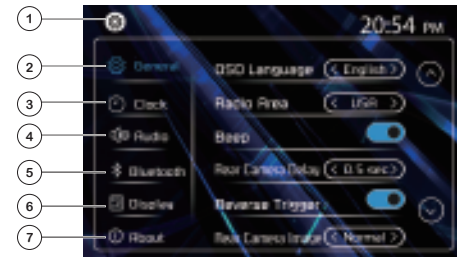 1
20:54 PM
2 General OSD Language < English >
3 Clock Radio Area < USA >
4 Audio Beep
5 Bluetooth Rear Camera Delay < 0.5 sec >
6 Display Reverse Trigger
7 About Rear Camera Image < Normal >